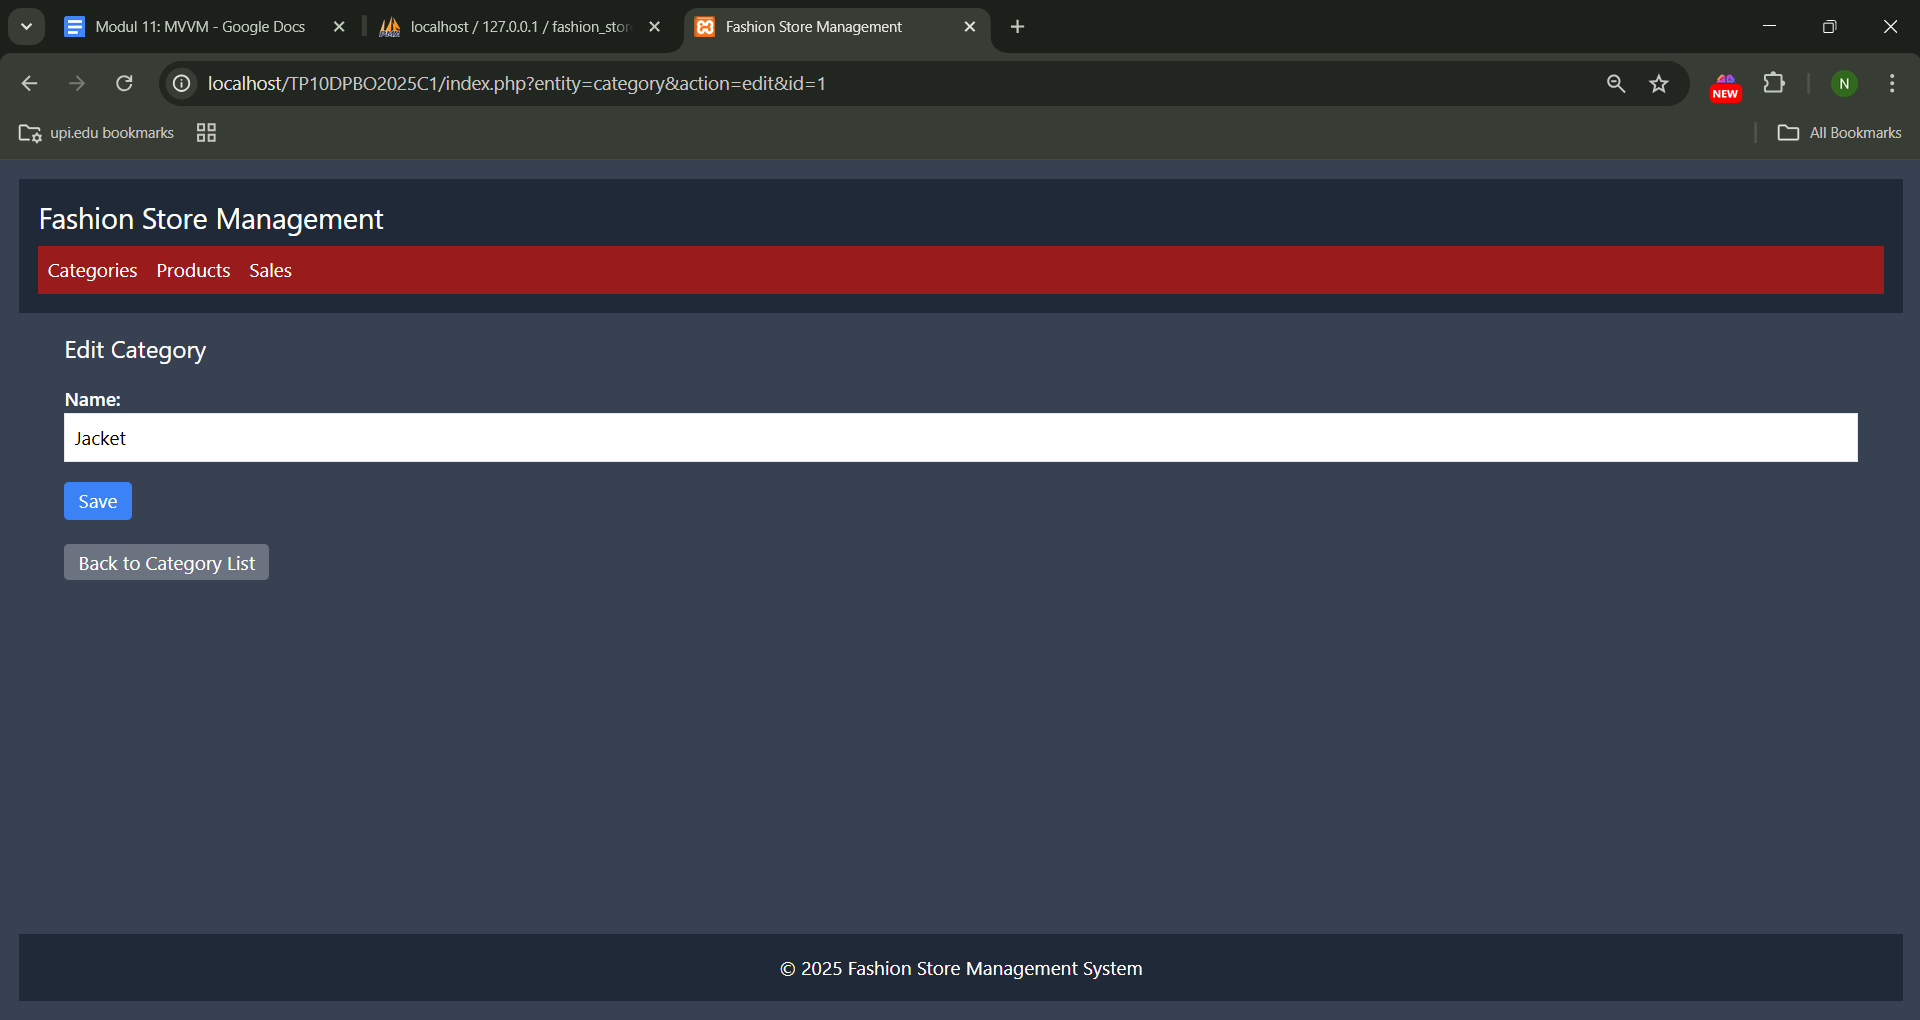 Modul 11: MVVM - Google Docs
localhost / 127.0.0.1 / fashion_stor
Fashion Store Management
localhost/TP10DPBO2025C1/index.php?entity=category&action=edit&id=1
NEW
N
upi.edu bookmarks
All Bookmarks
Fashion Store Management
Categories Products Sales
Edit Category
Name:
Jacket
Save
Back to Category List
© 2025 Fashion Store Management System